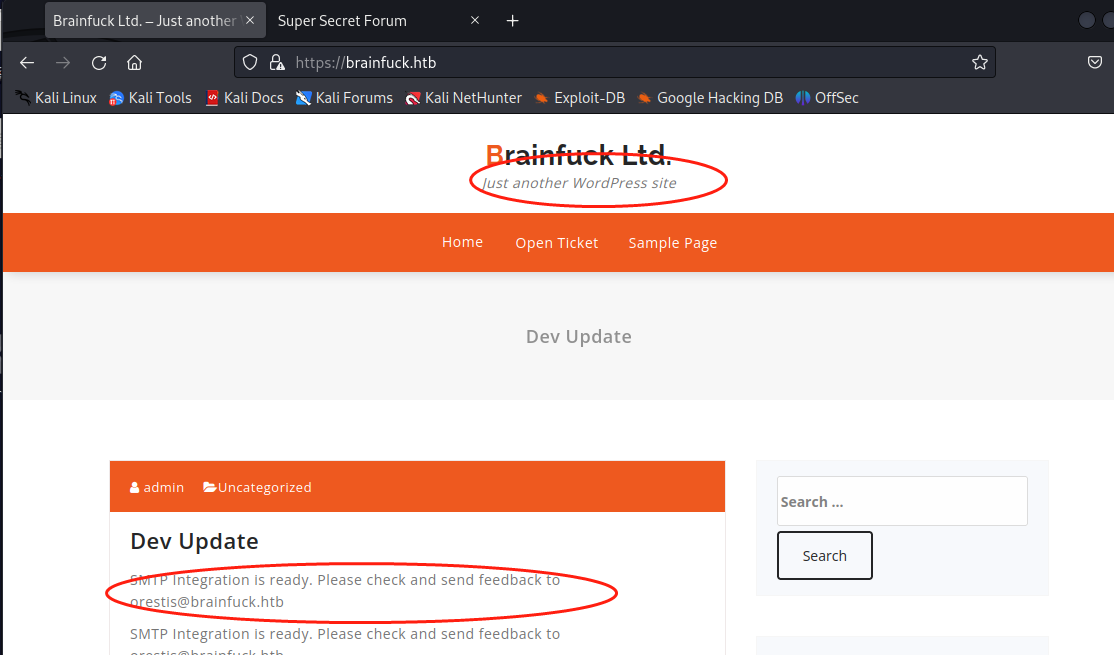 Brainfuck Ltd. – Just another
Super Secret Forum
https://brainfuck.htb
Kali Linux
Kali Tools
Kali Docs
Kali Forums
Kali NetHunter
Exploit-DB
Google Hacking DB
OffSec
Brainfuck Ltd.
Just another WordPress site
Home
Open Ticket
Sample Page
Dev Update
admin
Uncategorized
Search ...
Search
Dev Update
SMTP Integration is ready. Please check and send feedback to
orestis@brainfuck.htb
SMTP Integration is ready. Please check and send feedback to
orestis@brainfuck.htb